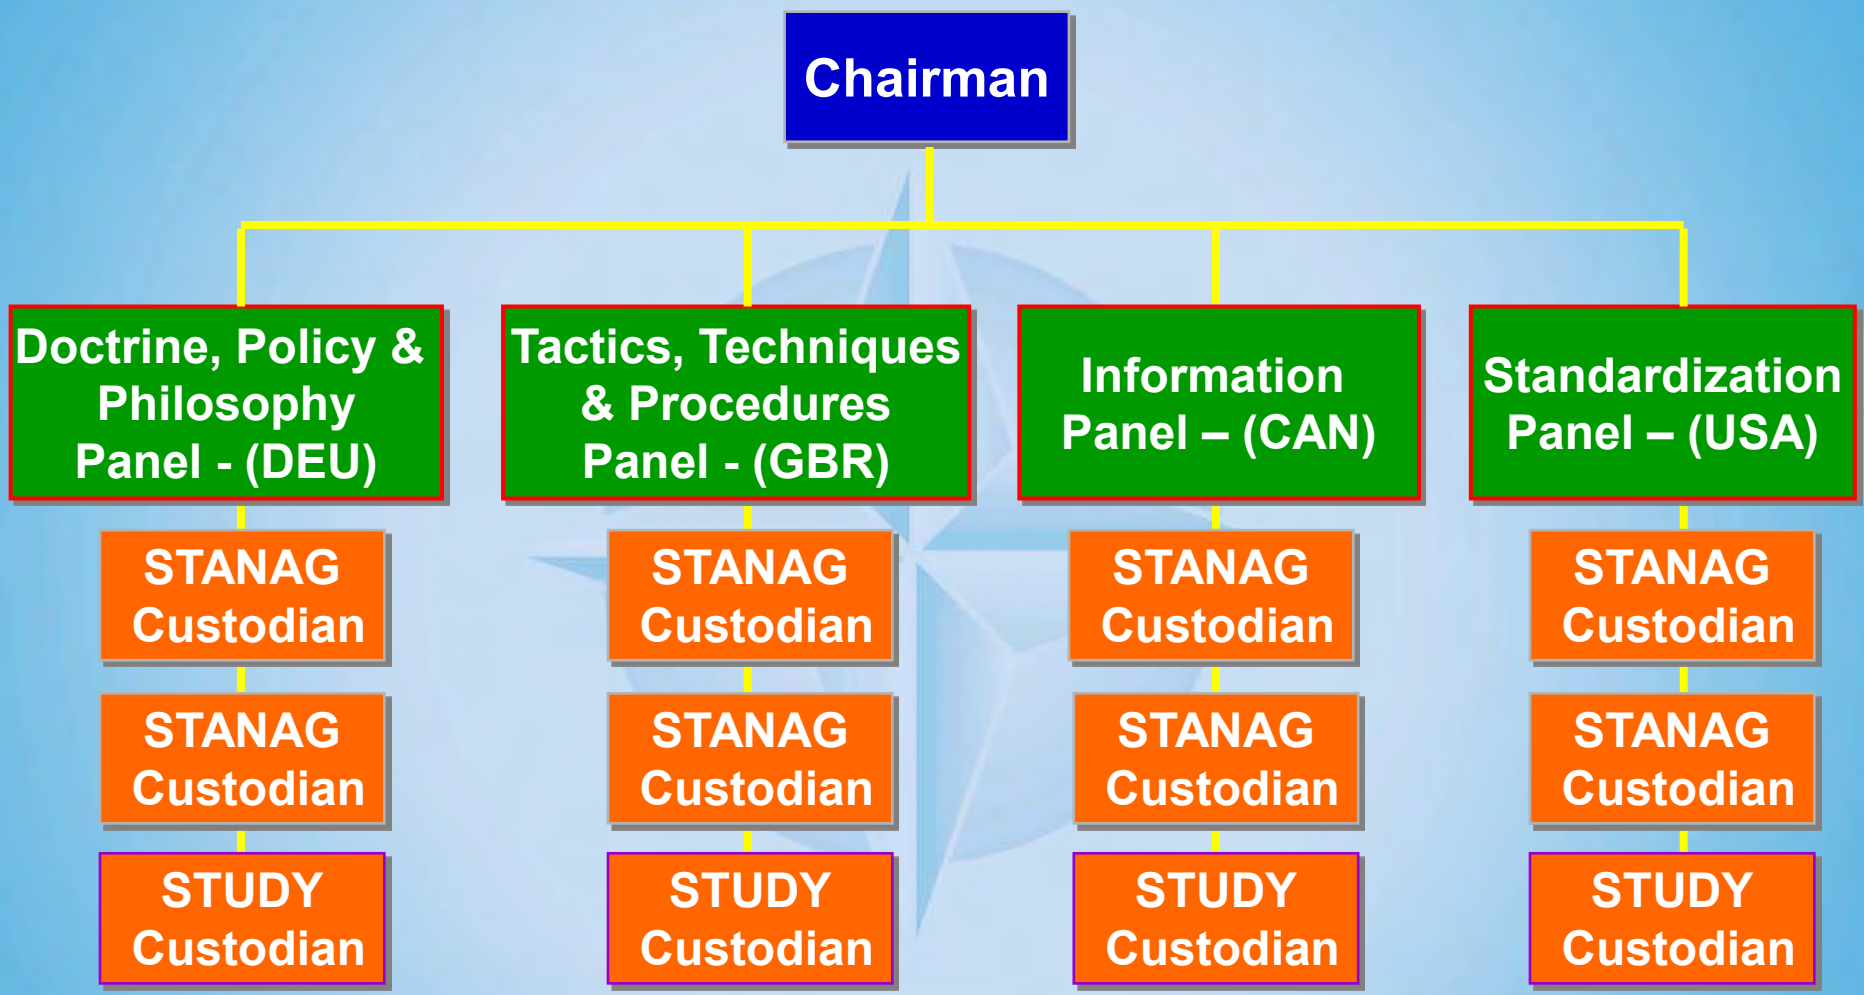 Chairman
Doctrine, Policy &
Philosophy
Panel - (DEU)
Tactics, Techniques
& Procedures
Panel - (GBR)
Information
Panel – (CAN)
Standardization
Panel – (USA)
STANAG
Custodian
STANAG
Custodian
STANAG
Custodian
STANAG
Custodian
STANAG
Custodian
STANAG
Custodian
STANAG
Custodian
STANAG
Custodian
STUDY
Custodian
STUDY
Custodian
STUDY
Custodian
STUDY
Custodian